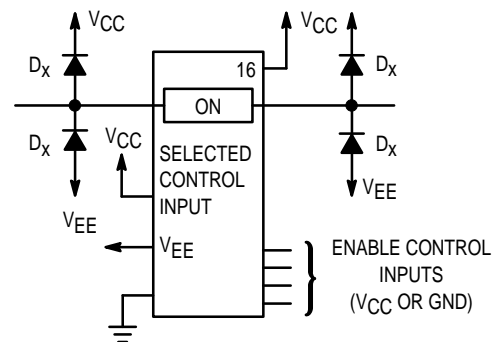 VCC
VCC
DX
16
DX
ON
DX
VCC
SELECTED
CONTROL
INPUT
DX
VEE
VEE
VEE
ENABLE CONTROL
INPUTS
(VCC OR GND)